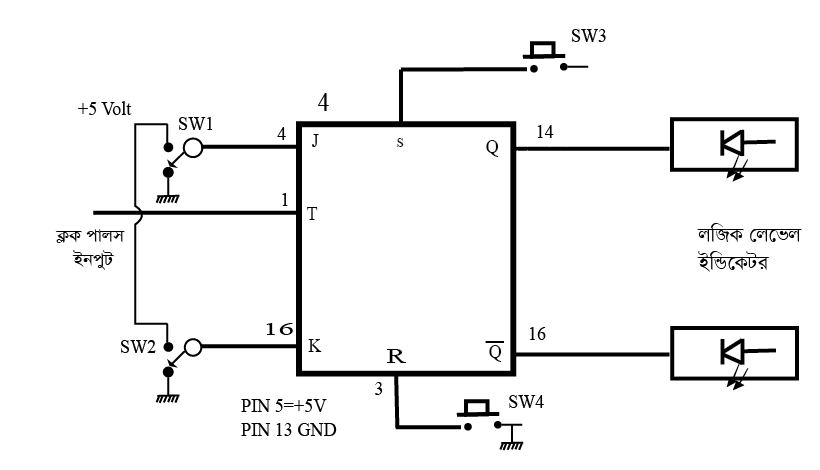 SW3
4
+5 Volt
SW1
4
J
s
Q
14
1
T
ক্লক পালস
ইনপুট
লজিক লেভেল
ইন্ডিকেটর
16
K
SW2
R
Q̅
16
3
SW4
PIN 5=+5V
PIN 13 GND